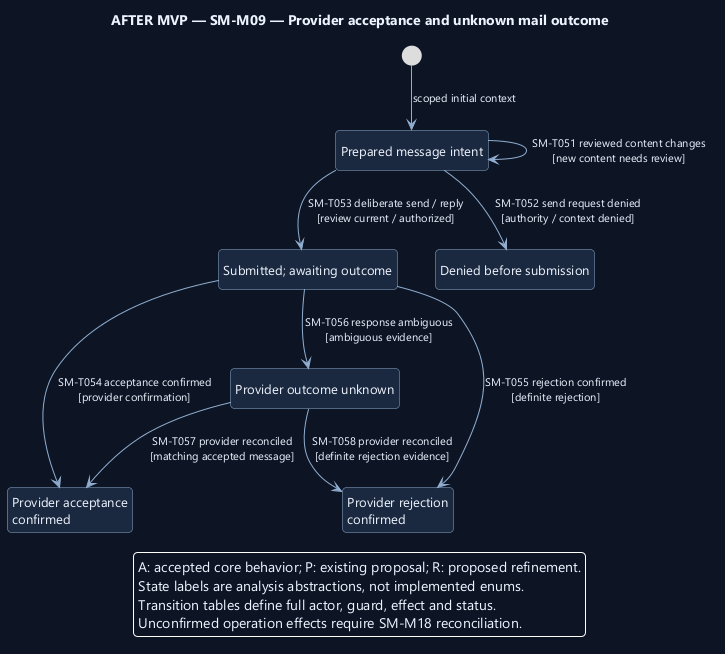 AFTER MVP — SM-M09 — Provider acceptance and unknown mail outcome
scoped initial context
Prepared message intent
SM-T051 reviewed content changes
[new content needs review]
SM-T053 deliberate send / reply
[review current / authorized]
SM-T052 send request denied
[authority / context denied]
Submitted; awaiting outcome
Denied before submission
SM-T056 response ambiguous
[ambiguous evidence]
SM-T054 acceptance confirmed
[provider confirmation]
Provider outcome unknown
SM-T055 rejection confirmed
[definite rejection]
SM-T057 provider reconciled
[matching accepted message]
SM-T058 provider reconciled
[definite rejection evidence]
Provider acceptance
confirmed
Provider rejection
confirmed
A: accepted core behavior; P: existing proposal; R: proposed refinement.
State labels are analysis abstractions, not implemented enums.
Transition tables define full actor, guard, effect and status.
Unconfirmed operation effects require SM-M18 reconciliation.